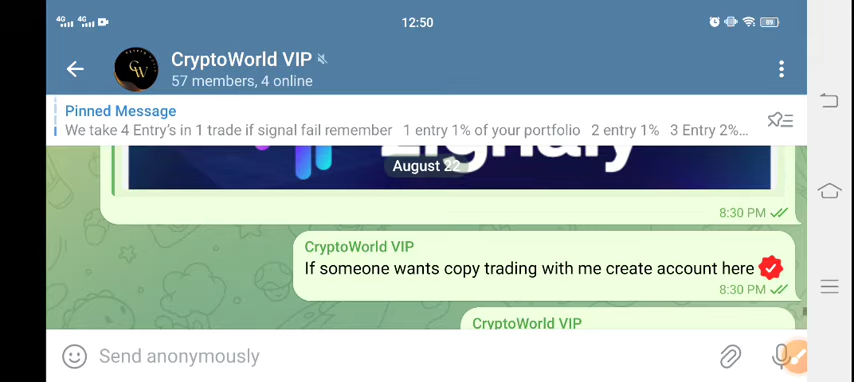 4G 4G 12:50 89
CryptoWorld VIP
57 members, 4 online
Pinned Message
We take 4 Entry's in 1 trade if signal fail remember 1 entry 1% of your portfolio 2 entry 1% 3 Entry 2%...
August 22
8:30 PM
CryptoWorld VIP
If someone wants copy trading with me create account here
8:30 PM
CryptoWorld VIP
Send anonymously